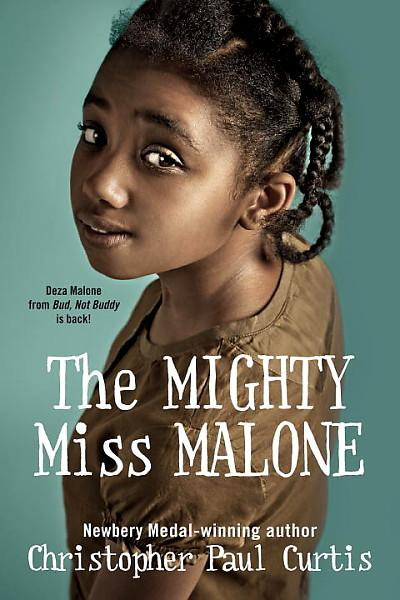 Deza Malone
from Bud, Not Buddy
is back!
The MIGHTY
Miss MALONE
Newbery Medal-winning author
Christopher Paul Curtis